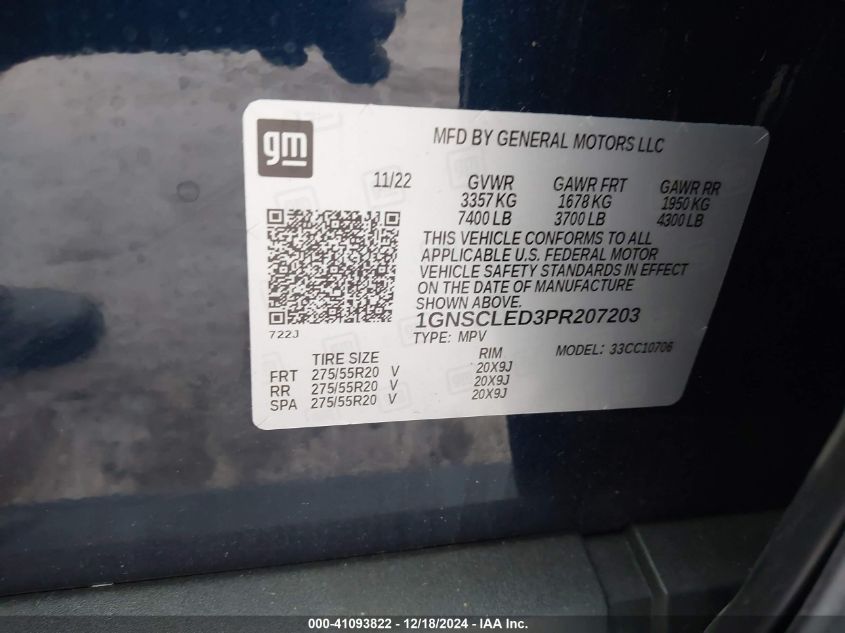 gm
MFD BY GENERAL MOTORS LLC
11/22 GVWR GAWR FRT GAWR RR
3357 KG 1678 KG 1950 KG
7400 LB 3700 LB 4300 LB
THIS VEHICLE CONFORMS TO ALL
APPLICABLE U.S. FEDERAL MOTOR
VEHICLE SAFETY STANDARDS IN EFFECT
ON THE DATE OF MANUFACTURE
SHOWN ABOVE.
1GNSCLED3PR207203
722J
TYPE: MPV MODEL: 33CC10706
TIRE SIZE RIM
FRT 275/55R20 V 20X9J
RR 275/55R20 V 20X9J
SPA 275/55R20 V 20X9J
000-41093822 - 12/18/2024 - IAA Inc.